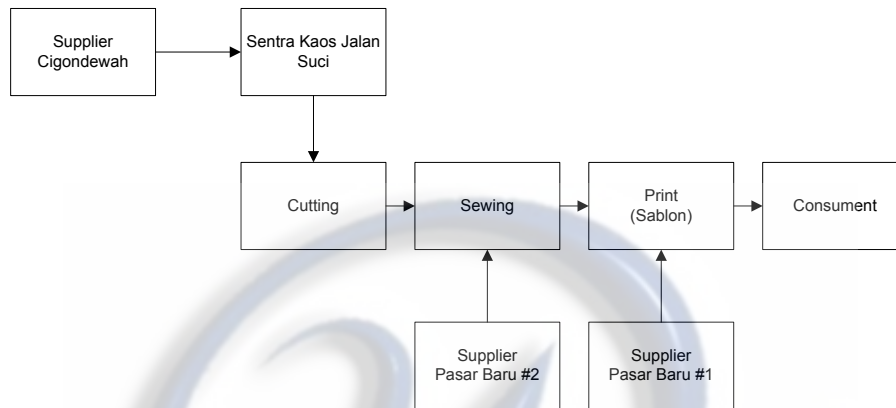 Supplier
Cigondewah
Sentra Kaos Jalan
Suci
Cutting
Sewing
Print
(Sablon)
Consument
Supplier
Pasar Baru #2
Supplier
Pasar Baru #1